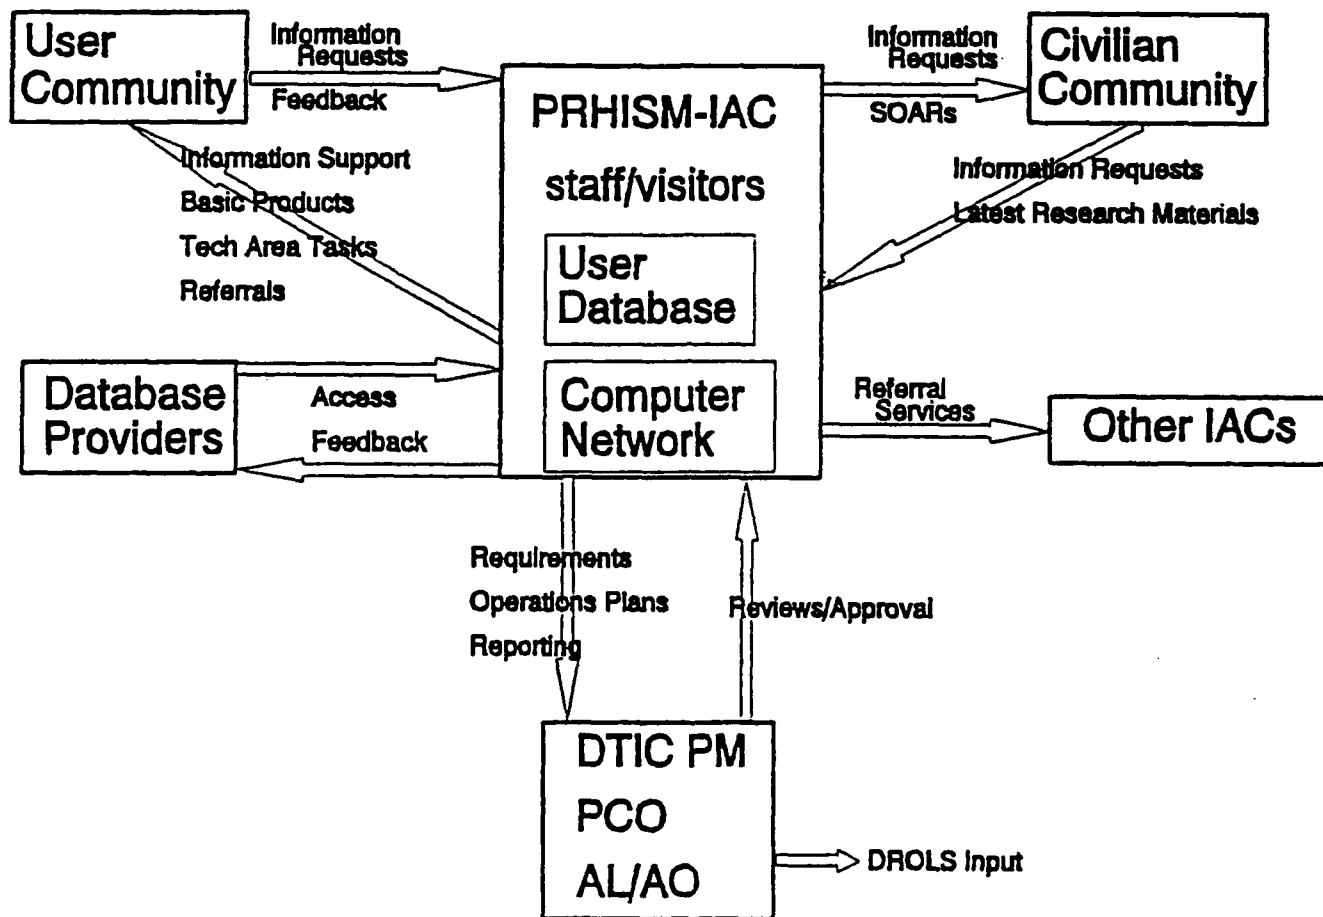 User
Community
Information
Requests
Feedback
Information Support
Basic Products
Tech Area Tasks
Referrals
PRHISM-IAC
staff/visitors
User
Database
Computer
Network
Information
Requests
SOARs
Civilian
Community
Information Requests
Latest Research Materials
Database
Providers
Access
Feedback
Referral
Services
Other IACs
Requirements
Operations Plans
Reporting
Reviews/Approval
DTIC PM
PCO
AL/AO
DROLS Input